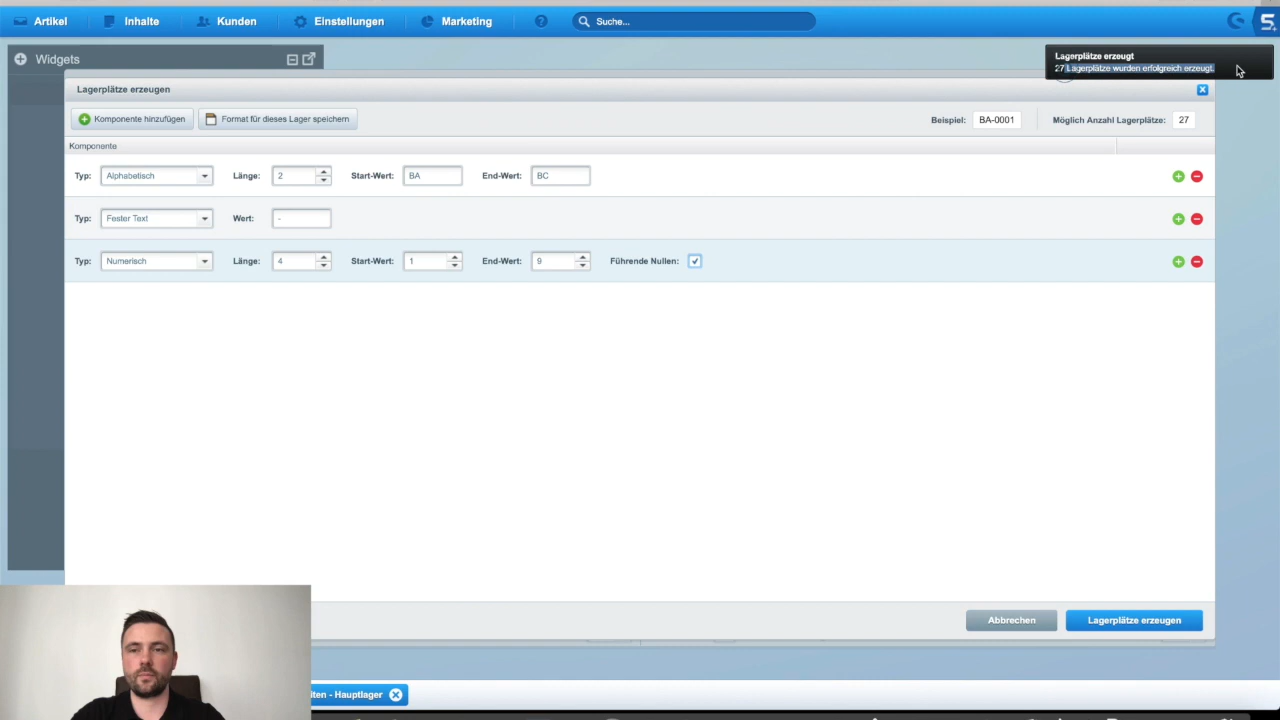 Artikel Inhalte Kunden Einstellungen Marketing Suche...
Widgets
Lagerplätze erzeugt
27 Lagerplätze wurden erfolgreich erzeugt.
Lagerplätze erzeugen
Komponente hinzufügen Format für dieses Lager speichern Beispiel: BA-0001 Möglich Anzahl Lagerplätze: 27
Komponente
Typ: Alphabetisch Länge: 2 Start-Wert: BA End-Wert: BC
Typ: Fester Text Wert: -
Typ: Numerisch Länge: 4 Start-Wert: 1 End-Wert: 9 Führende Nullen:
Abbrechen Lagerplätze erzeugen
iten - Hauptlager